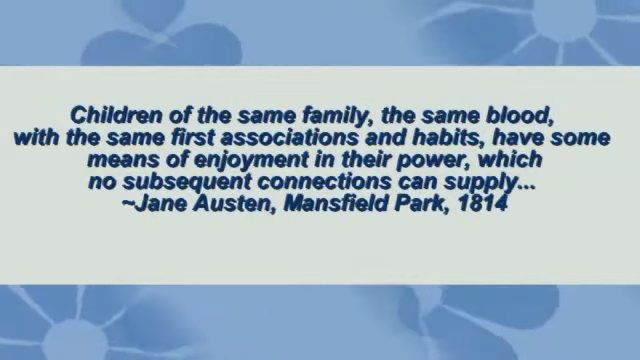 Children of the same family, the same blood,
with the same first associations and habits, have some
means of enjoyment in their power, which
no subsequent connections can supply...
~Jane Austen, Mansfield Park, 1814